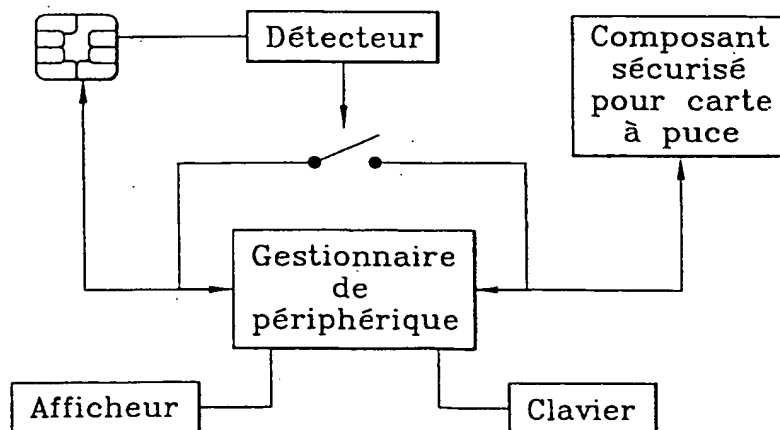 Détecteur
Composant
sécurisé
pour carte
à puce
Gestionnaire
de
périphérique
Afficheur
Clavier